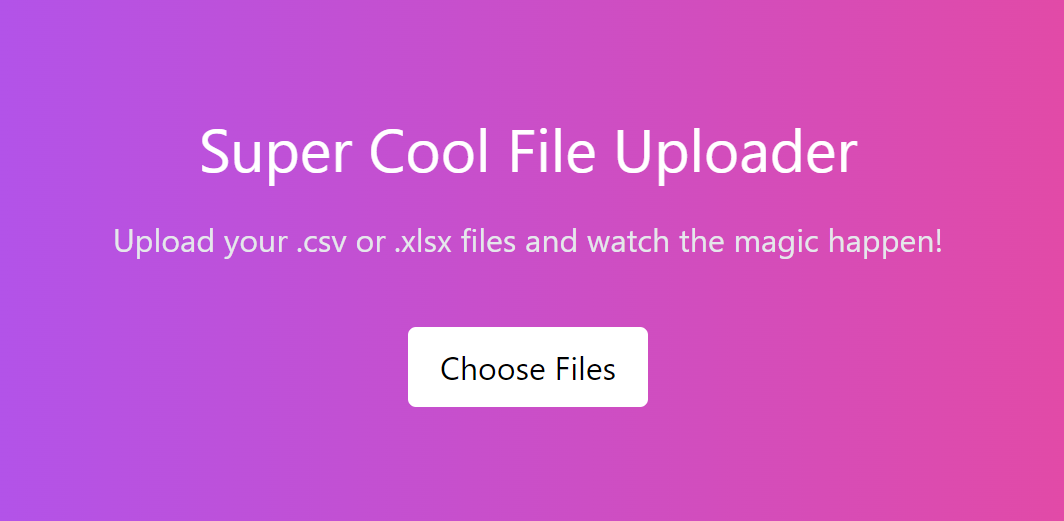 Super Cool File Uploader
Upload your .csv or .xlsx files and watch the magic happen!
Choose Files